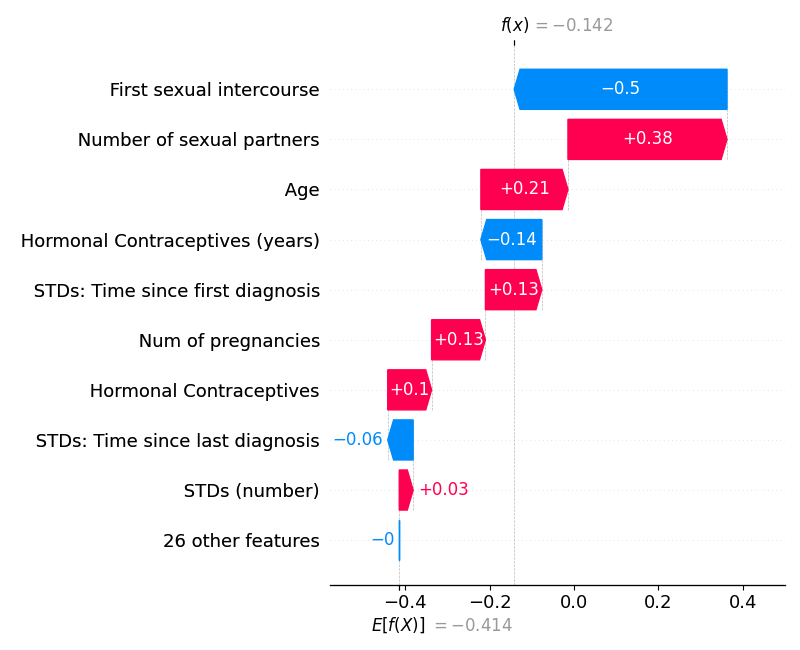 f(x) = −0.142
First sexual intercourse −0.5
Number of sexual partners +0.38
Age +0.21
Hormonal Contraceptives (years) −0.14
STDs: Time since first diagnosis +0.13
Num of pregnancies +0.13
Hormonal Contraceptives +0.1
STDs: Time since last diagnosis −0.06
STDs (number) +0.03
26 other features −0
−0.4 −0.2 0.0 0.2 0.4
E[f(X)] = −0.414